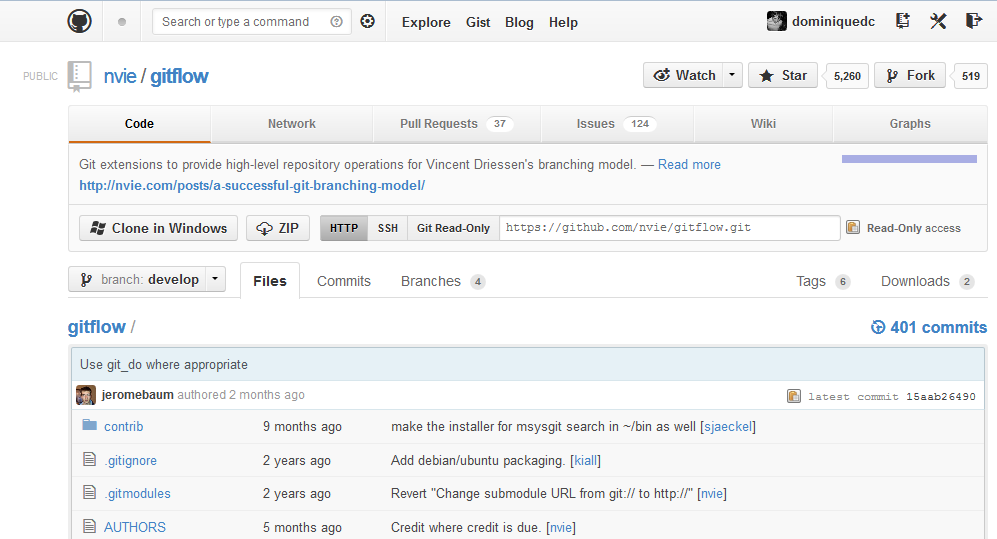 Search or type a command Explore Gist Blog Help dominiquedc
PUBLIC nvie / gitflow Watch Star 5,260 Fork 519
Code Network Pull Requests 37 Issues 124 Wiki Graphs
Git extensions to provide high-level repository operations for Vincent Driessen's branching model. — Read more
http://nvie.com/posts/a-successful-git-branching-model/
Clone in Windows ZIP HTTP SSH Git Read-Only https://github.com/nvie/gitflow.git Read-Only access
branch: develop Files Commits Branches 4 Tags 6 Downloads 2
gitflow / 401 commits
Use git_do where appropriate
jeromebaum authored 2 months ago latest commit 15aab26490
contrib 9 months ago make the installer for msysgit search in ~/bin as well [sjaeckel]
.gitignore 2 years ago Add debian/ubuntu packaging. [kiall]
.gitmodules 2 years ago Revert "Change submodule URL from git:// to http://" [nvie]
AUTHORS 5 months ago Credit where credit is due. [nvie]